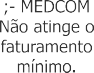 ;- MEDCOM
Não atinge o
faturamento
mínimo.